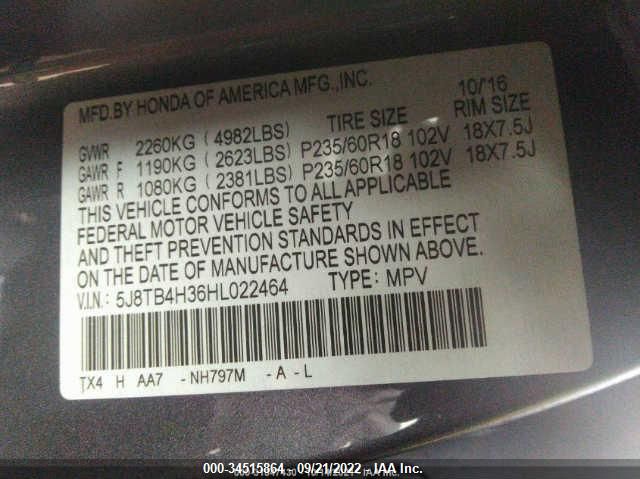 MFD.BY HONDA OF AMERICA MFG.,INC. 10/'16
GVWR 2260KG ( 4982LBS) TIRE SIZE RIM SIZE
GAWR F 1190KG ( 2623LBS) P235/60R18 102V 18X7.5J
GAWR R 1080KG ( 2381LBS) P235/60R18 102V 18X7.5J
THIS VEHICLE CONFORMS TO ALL APPLICABLE
FEDERAL MOTOR VEHICLE SAFETY
AND THEFT PREVENTION STANDARDS IN EFFECT
ON THE DATE OF MANUFACTURE SHOWN ABOVE.
V.I.N.: 5J8TB4H36HL022464 TYPE: MPV
TX4 H AA7 -NH797M -A-L
000-34515864 - 09/21/2022 - IAA Inc.